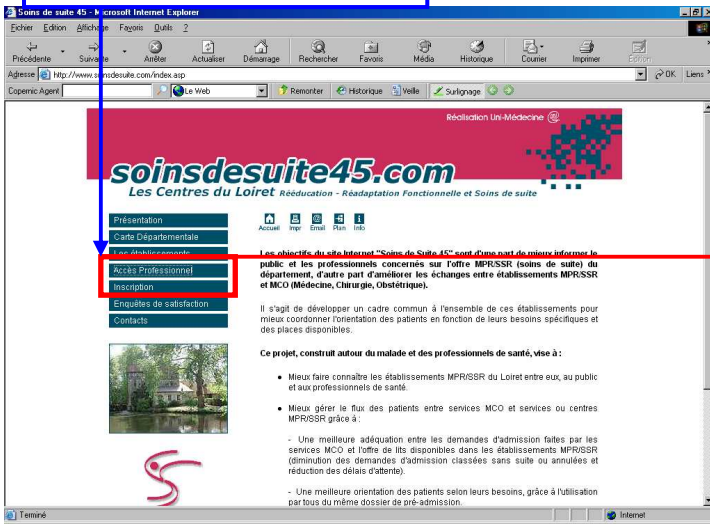 Soins de suite 45 - Microsoft Internet Explorer
Fichier Edition Affichage Favoris Outils ?
Précédente Suivante Arrêter Actualiser Démarrage Rechercher Favoris Média Historique Courrier Imprimer Edition
Adresse http://www.soinsdesuite.com/index.asp OK Liens
Copernic Agent Le Web Remonter Historique Veille Surlignage
Réalisation Uni-Médecine @
soinsdesuite45.com
Les Centres du Loiret Rééducation - Réadaptation Fonctionnelle et Soins de suite
Accueil Impr Email Plan Info
Présentation
Carte Départementale
Les établissements
Accès Professionnel
Inscription
Enquêtes de satisfaction
Contacts
Les objectifs du site Internet "Soins de Suite 45" sont d'une part de mieux informer le
public et les professionnels concernés sur l'offre MPR/SSR (soins de suite) du
département, d'autre part d'améliorer les échanges entre établissements MPR/SSR
et MCO (Médecine, Chirurgie, Obstétrique).
Il s'agit de développer un cadre commun à l'ensemble de ces établissements pour
mieux coordonner l'orientation des patients en fonction de leurs besoins spécifiques et
des places disponibles.
Ce projet, construit autour du malade et des professionnels de santé, vise à :
• Mieux faire connaître les établissements MPR/SSR du Loiret entre eux, au public
et aux professionnels de santé.
• Mieux gérer le flux des patients entre services MCO et services ou centres
MPR/SSR grâce à :
- Une meilleure adéquation entre les demandes d'admission faites par les
services MCO et l'offre de lits disponibles dans les établissements MPR/SSR
(diminution des demandes d'admission classées sans suite ou annulées et
réduction des délais d'attente).
- Une meilleure orientation des patients selon leurs besoins, grâce à l'utilisation
par tous du même dossier de pré-admission.
Terminé Internet